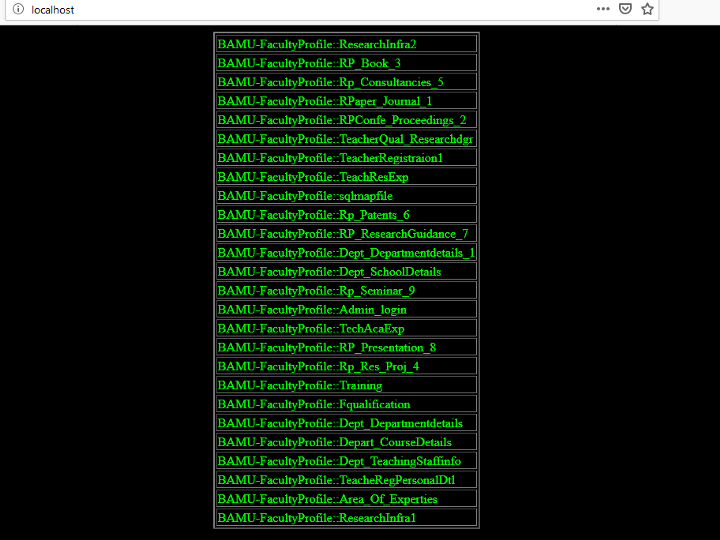 localhost
BAMU-FacultyProfile::ResearchInfra2
BAMU-FacultyProfile::RP_Book_3
BAMU-FacultyProfile::Rp_Consultancies_5
BAMU-FacultyProfile::RPaper_Journal_1
BAMU-FacultyProfile::RPConfe_Proceedings_2
BAMU-FacultyProfile::TeacherQual_Researchdgr
BAMU-FacultyProfile::TeacherRegistraion1
BAMU-FacultyProfile::TeachResExp
BAMU-FacultyProfile::sqlmapfile
BAMU-FacultyProfile::Rp_Patents_6
BAMU-FacultyProfile::RP_ResearchGuidance_7
BAMU-FacultyProfile::Dept_Departmentdetails_1
BAMU-FacultyProfile::Dept_SchoolDetails
BAMU-FacultyProfile::Rp_Seminar_9
BAMU-FacultyProfile::Admin_login
BAMU-FacultyProfile::TechAcaExp
BAMU-FacultyProfile::RP_Presentation_8
BAMU-FacultyProfile::Rp_Res_Proj_4
BAMU-FacultyProfile::Training
BAMU-FacultyProfile::Fqualification
BAMU-FacultyProfile::Dept_Departmentdetails
BAMU-FacultyProfile::Depart_CourseDetails
BAMU-FacultyProfile::Dept_TeachingStaffinfo
BAMU-FacultyProfile::TeacheRegPersonalDtl
BAMU-FacultyProfile::Area_Of_Experties
BAMU-FacultyProfile::ResearchInfra1